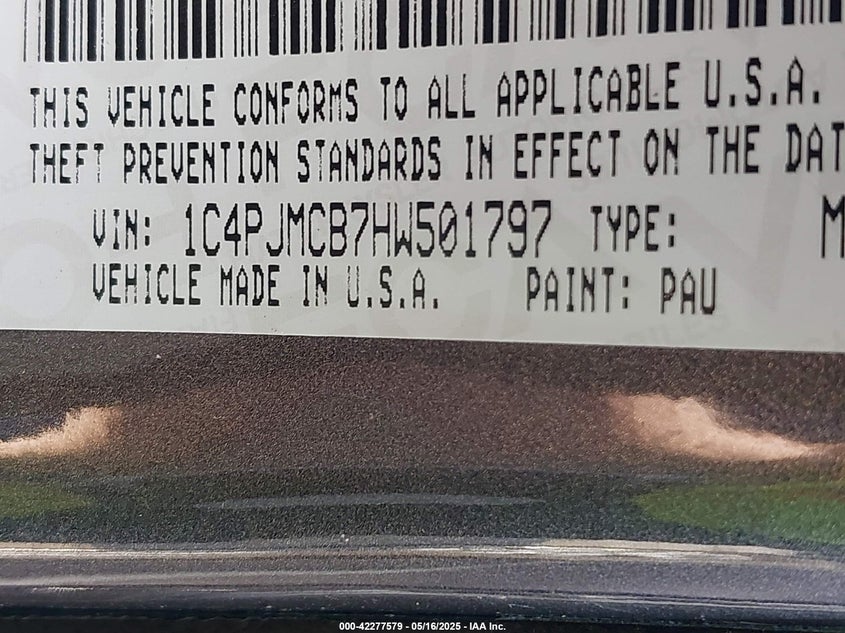 THIS VEHICLE CONFORMS TO ALL APPLICABLE U.S.A.
THEFT PREVENTION STANDARDS IN EFFECT ON THE DAT
VIN: 1C4PJMCB7HW501797 TYPE: M
VEHICLE MADE IN U.S.A. PAINT: PAU
000-42277579 - 05/16/2025 - IAA Inc.